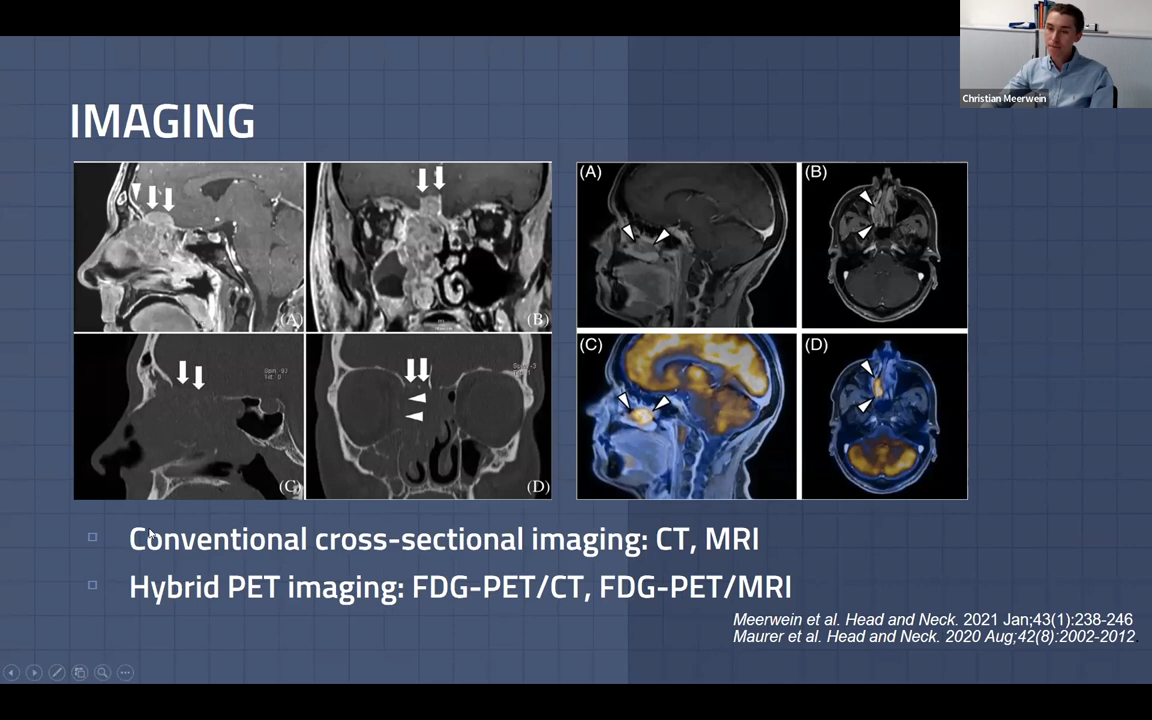 Christian Meerwein
IMAGING
(A)
(B)
(C)
(D)
(A)
(B)
(C)
(D)
Conventional cross-sectional imaging: CT, MRI
Hybrid PET imaging: FDG-PET/CT, FDG-PET/MRI
Meerwein et al. Head and Neck. 2021 Jan;43(1):238-246
Maurer et al. Head and Neck. 2020 Aug;42(8):2002-2012.